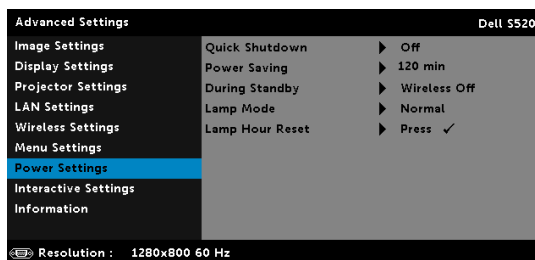 Advanced Settings Dell S520
Image Settings
Display Settings
Projector Settings
LAN Settings
Wireless Settings
Menu Settings
Power Settings
Interactive Settings
Information
Quick Shutdown Off
Power Saving 120 min
During Standby Wireless Off
Lamp Mode Normal
Lamp Hour Reset Press ✓
Resolution : 1280x800 60 Hz